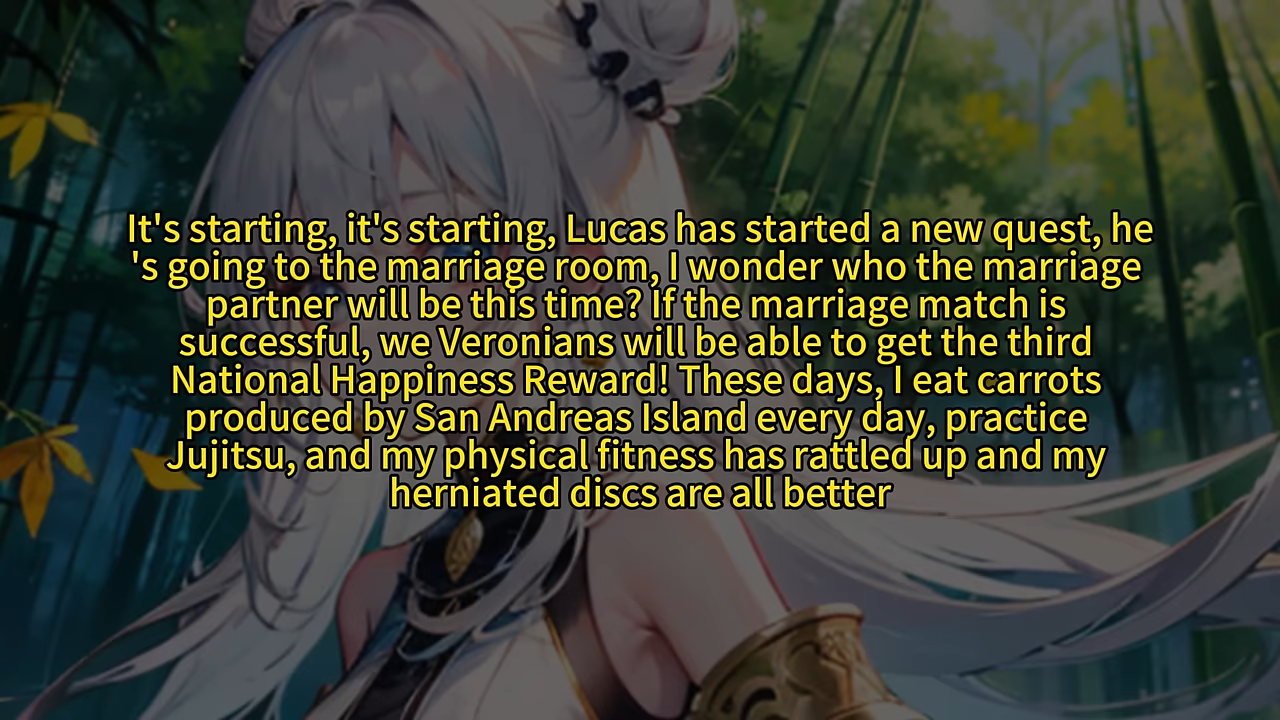 It's starting, it's starting, Lucas has started a new quest, he
's going to the marriage room, I wonder who the marriage
partner will be this time? If the marriage match is
successful, we Veronians will be able to get the third
National Happiness Reward! These days, I eat carrots
produced by San Andreas Island every day, practice
Jujitsu, and my physical fitness has rattled up and my
herniated discs are all better